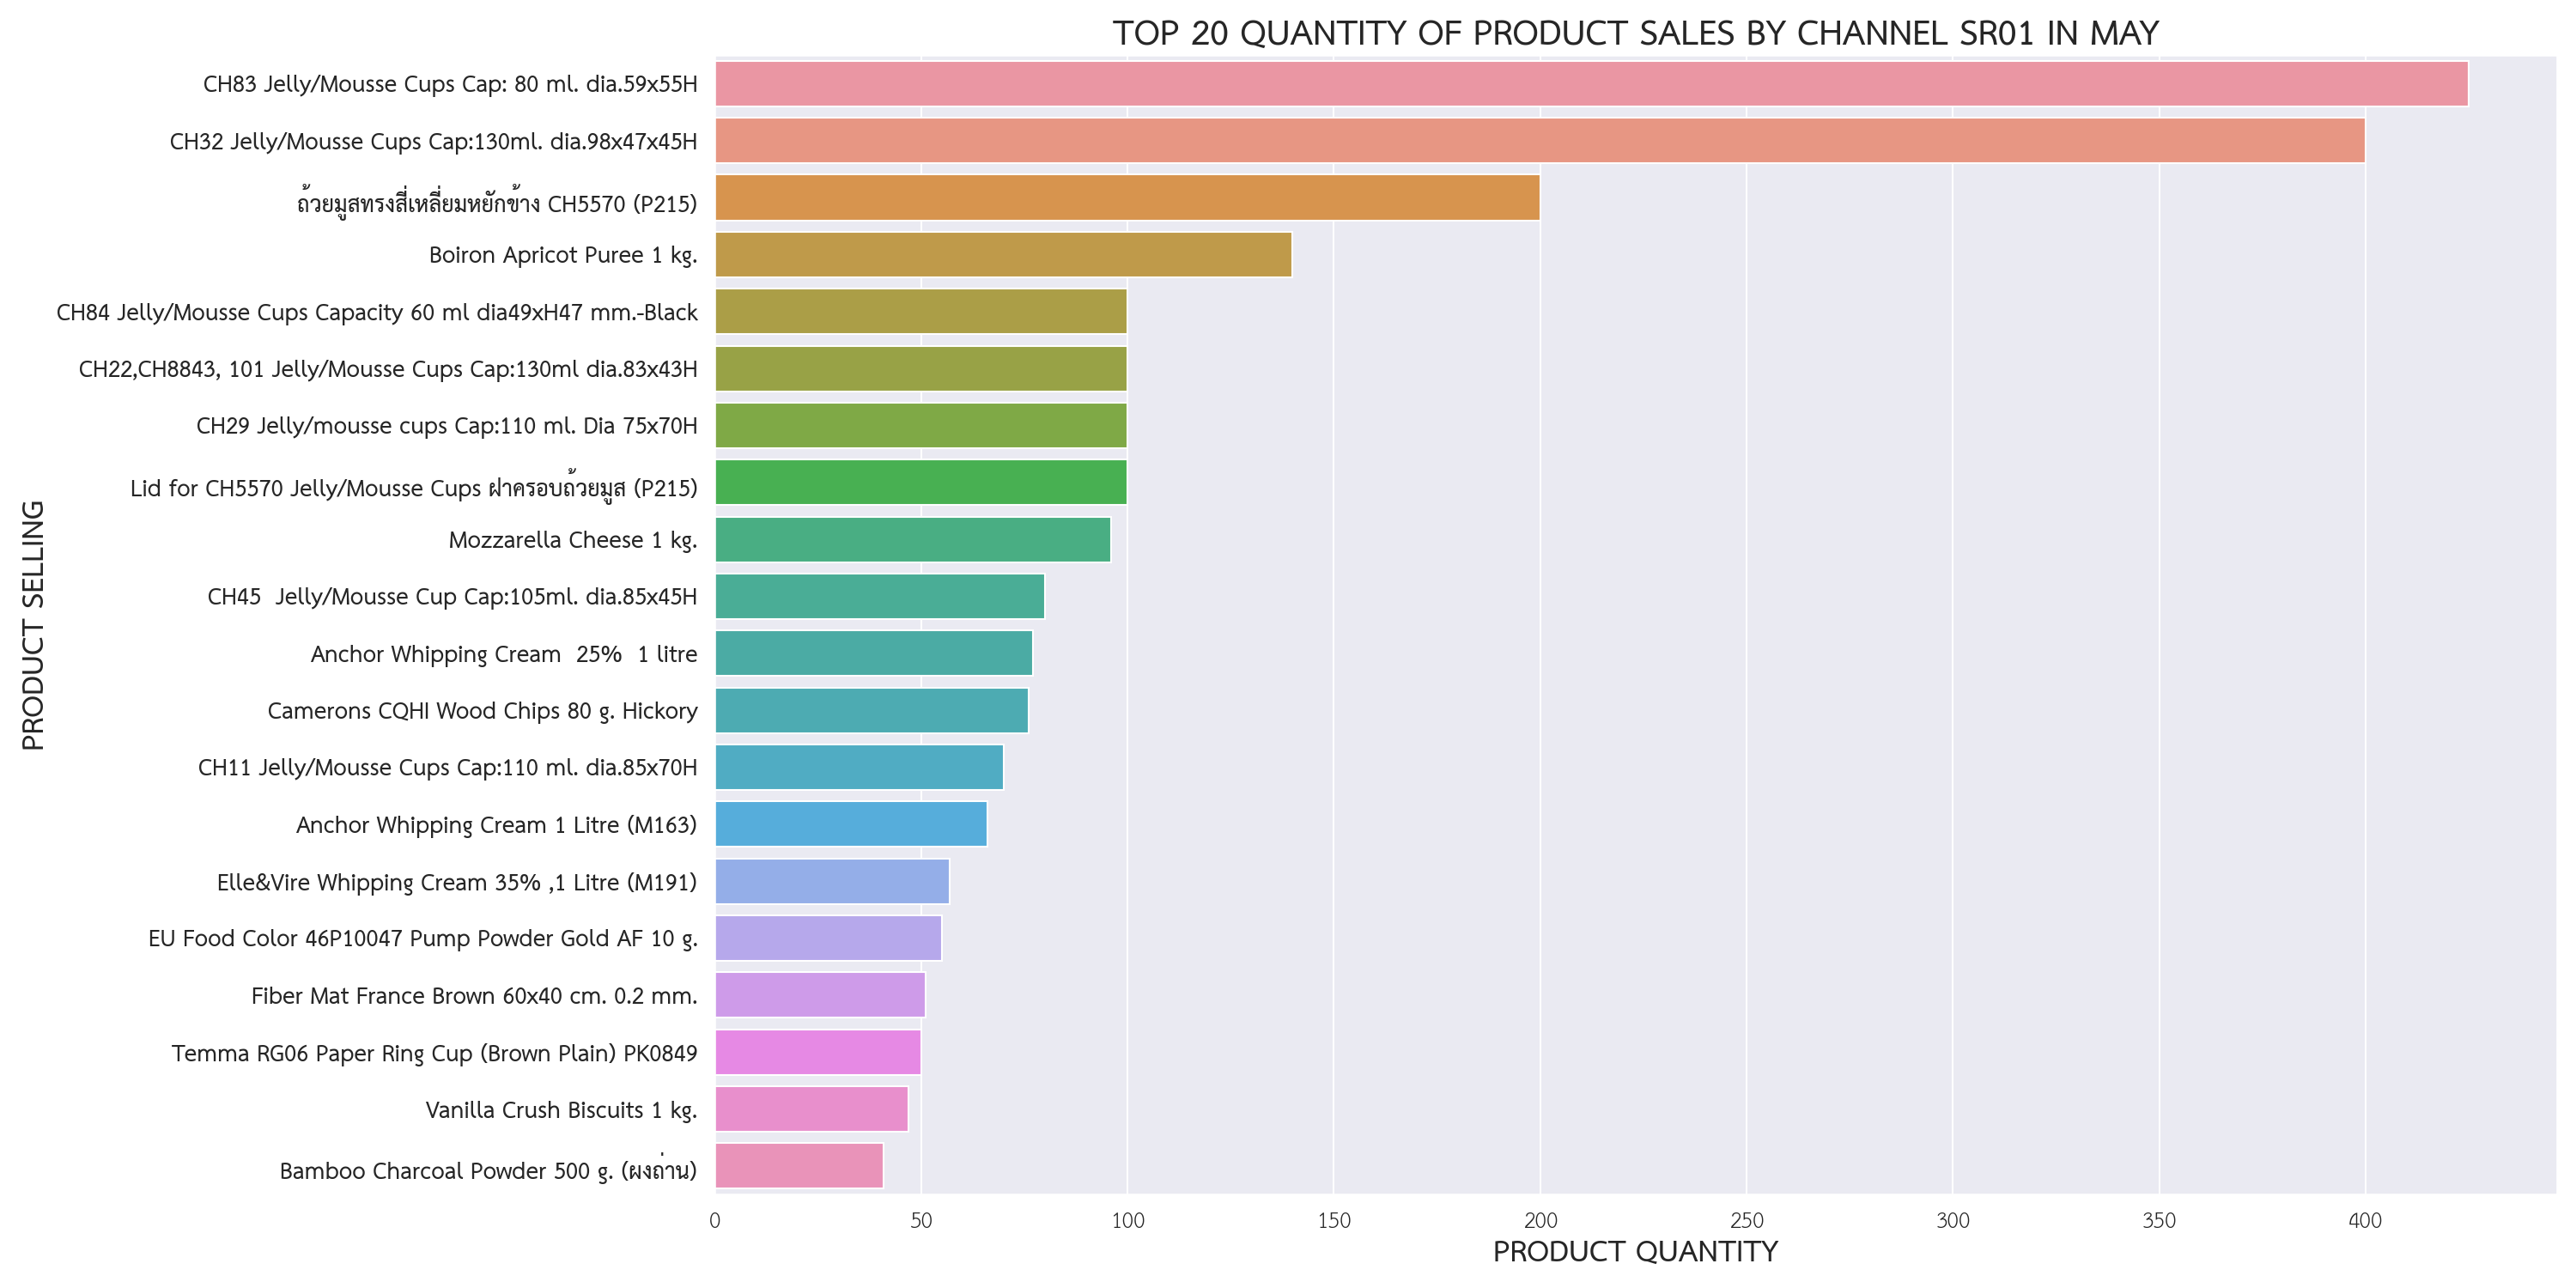 TOP 20 QUANTITY OF PRODUCT SALES BY CHANNEL SR01 IN MAY
PRODUCT SELLING
CH83 Jelly/Mousse Cups Cap: 80 ml. dia.59x55H
CH32 Jelly/Mousse Cups Cap:130ml. dia.98x47x45H
ถ้วยมูสทรงสี่เหลี่ยมหยักข้าง CH5570 (P215)
Boiron Apricot Puree 1 kg.
CH84 Jelly/Mousse Cups Capacity 60 ml dia49xH47 mm.-Black
CH22,CH8843, 101 Jelly/Mousse Cups Cap:130ml dia.83x43H
CH29 Jelly/mousse cups Cap:110 ml. Dia 75x70H
Lid for CH5570 Jelly/Mousse Cups ฝาครอบถ้วยมูส (P215)
Mozzarella Cheese 1 kg.
CH45  Jelly/Mousse Cup Cap:105ml. dia.85x45H
Anchor Whipping Cream  25%  1 litre
Camerons CQHI Wood Chips 80 g. Hickory
CH11 Jelly/Mousse Cups Cap:110 ml. dia.85x70H
Anchor Whipping Cream 1 Litre (M163)
Elle&Vire Whipping Cream 35% ,1 Litre (M191)
EU Food Color 46P10047 Pump Powder Gold AF 10 g.
Fiber Mat France Brown 60x40 cm. 0.2 mm.
Temma RG06 Paper Ring Cup (Brown Plain) PK0849
Vanilla Crush Biscuits 1 kg.
Bamboo Charcoal Powder 500 g. (ผงถ่าน)
0 50 100 150 200 250 300 350 400
PRODUCT QUANTITY